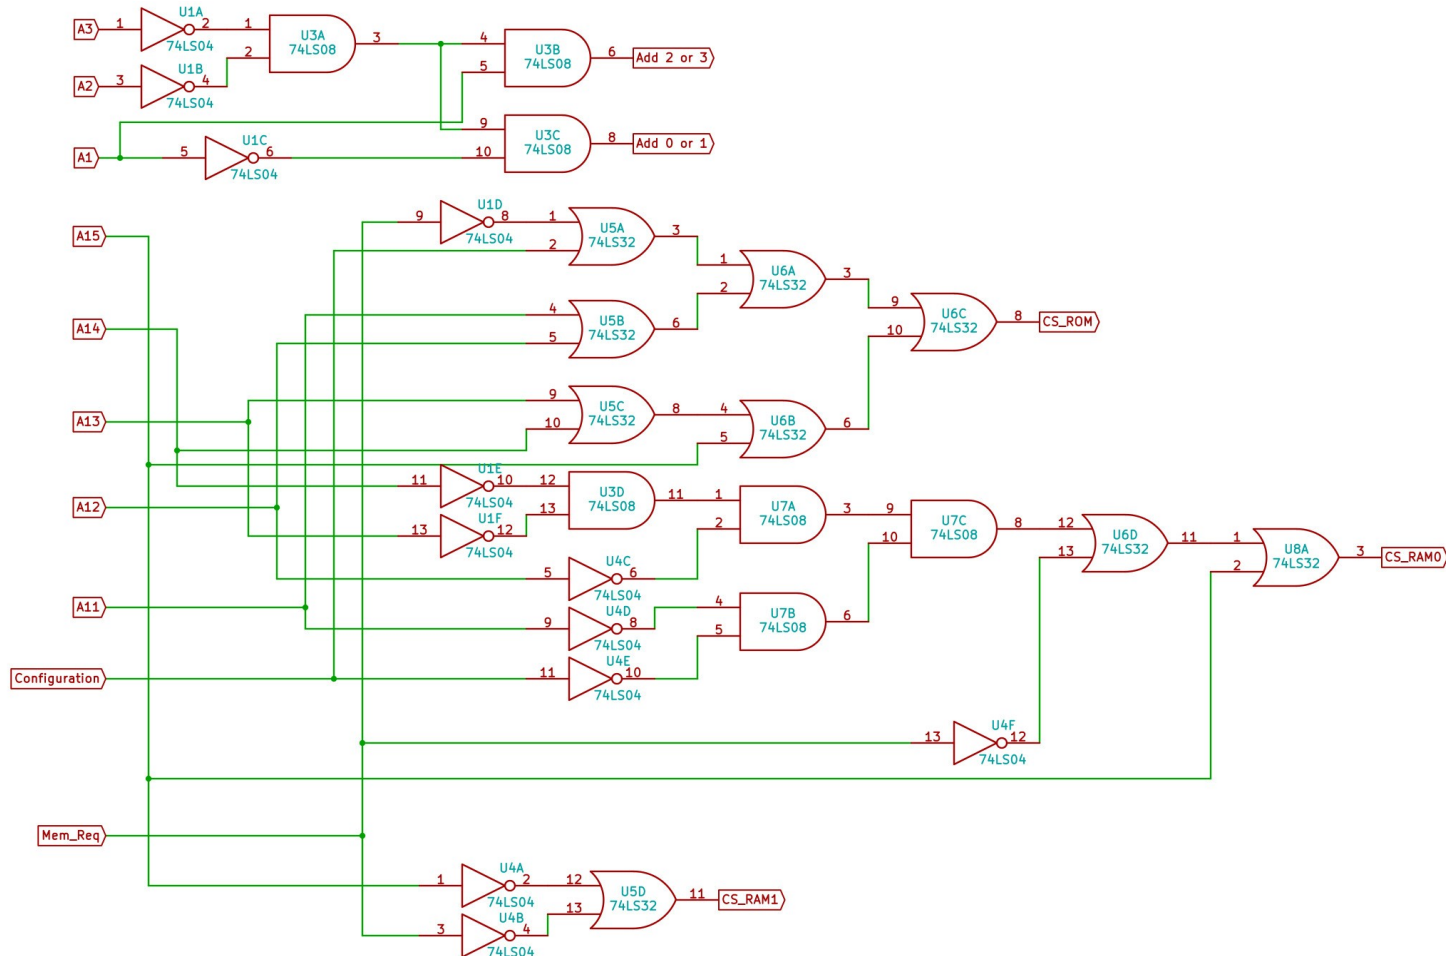 U1A
A3 1 2 1 U3A 3 4 U3B 6 Add 2 or 3
74LS04 2 74LS08 5 74LS08
U1B
A2 3 4
74LS04
U1C 9 U3C 8 Add 0 or 1
A1 5 6 10 74LS08
74LS04
U1D
9 8 1 U5A 3
74LS04 2 74LS32
A15
1 U6A 3
2 74LS32
4 U5B 6
5 74LS32
A14
9 U6C 8 CS_ROM
10 74LS32
9 U5C 8 4 U6B 6
10 74LS32 5 74LS32
A13
U1E
11 10 12 U3D 11 1 U7A 3 9 U7C 8 12 U6D 11 1 U8A 3 CS_RAM0
74LS04 13 74LS08 2 74LS08 10 74LS08 13 74LS32 2 74LS32
A12
U1F
13 12
74LS04
U4C
5 6
74LS04
U4D
A11 9 8 4 U7B 6
74LS04 5 74LS08
U4E
Configuration 11 10
74LS04
U4F
13 12
74LS04
Mem_Req
U4A
1 2 12 U5D 11 CS_RAM1
74LS04 13 74LS32
U4B
3 4
74LS04